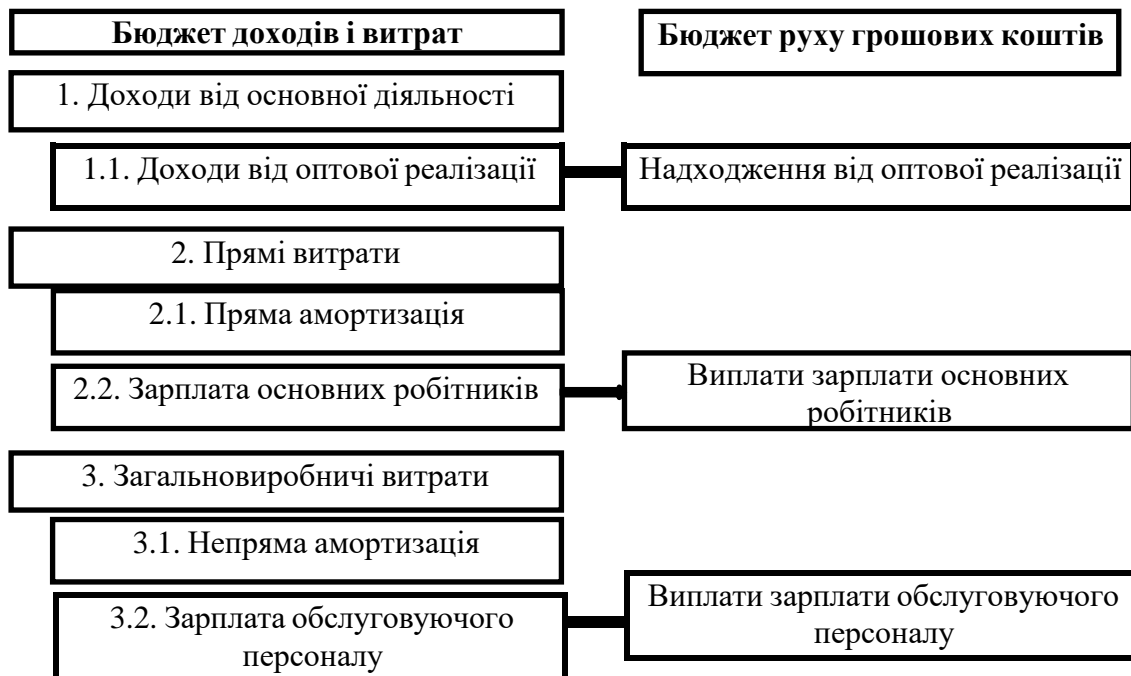 Бюджет доходів і витрат
Бюджет руху грошових коштів
1. Доходи від основної діяльності
1.1. Доходи від оптової реалізації
Надходження від оптової реалізації
2. Прямі витрати
2.1. Пряма амортизація
2.2. Зарплата основних робітників
Виплати зарплати основних
робітників
3. Загальновиробничі витрати
3.1. Непряма амортизація
3.2. Зарплата обслуговуючого
персоналу
Виплати зарплати обслуговуючого
персоналу